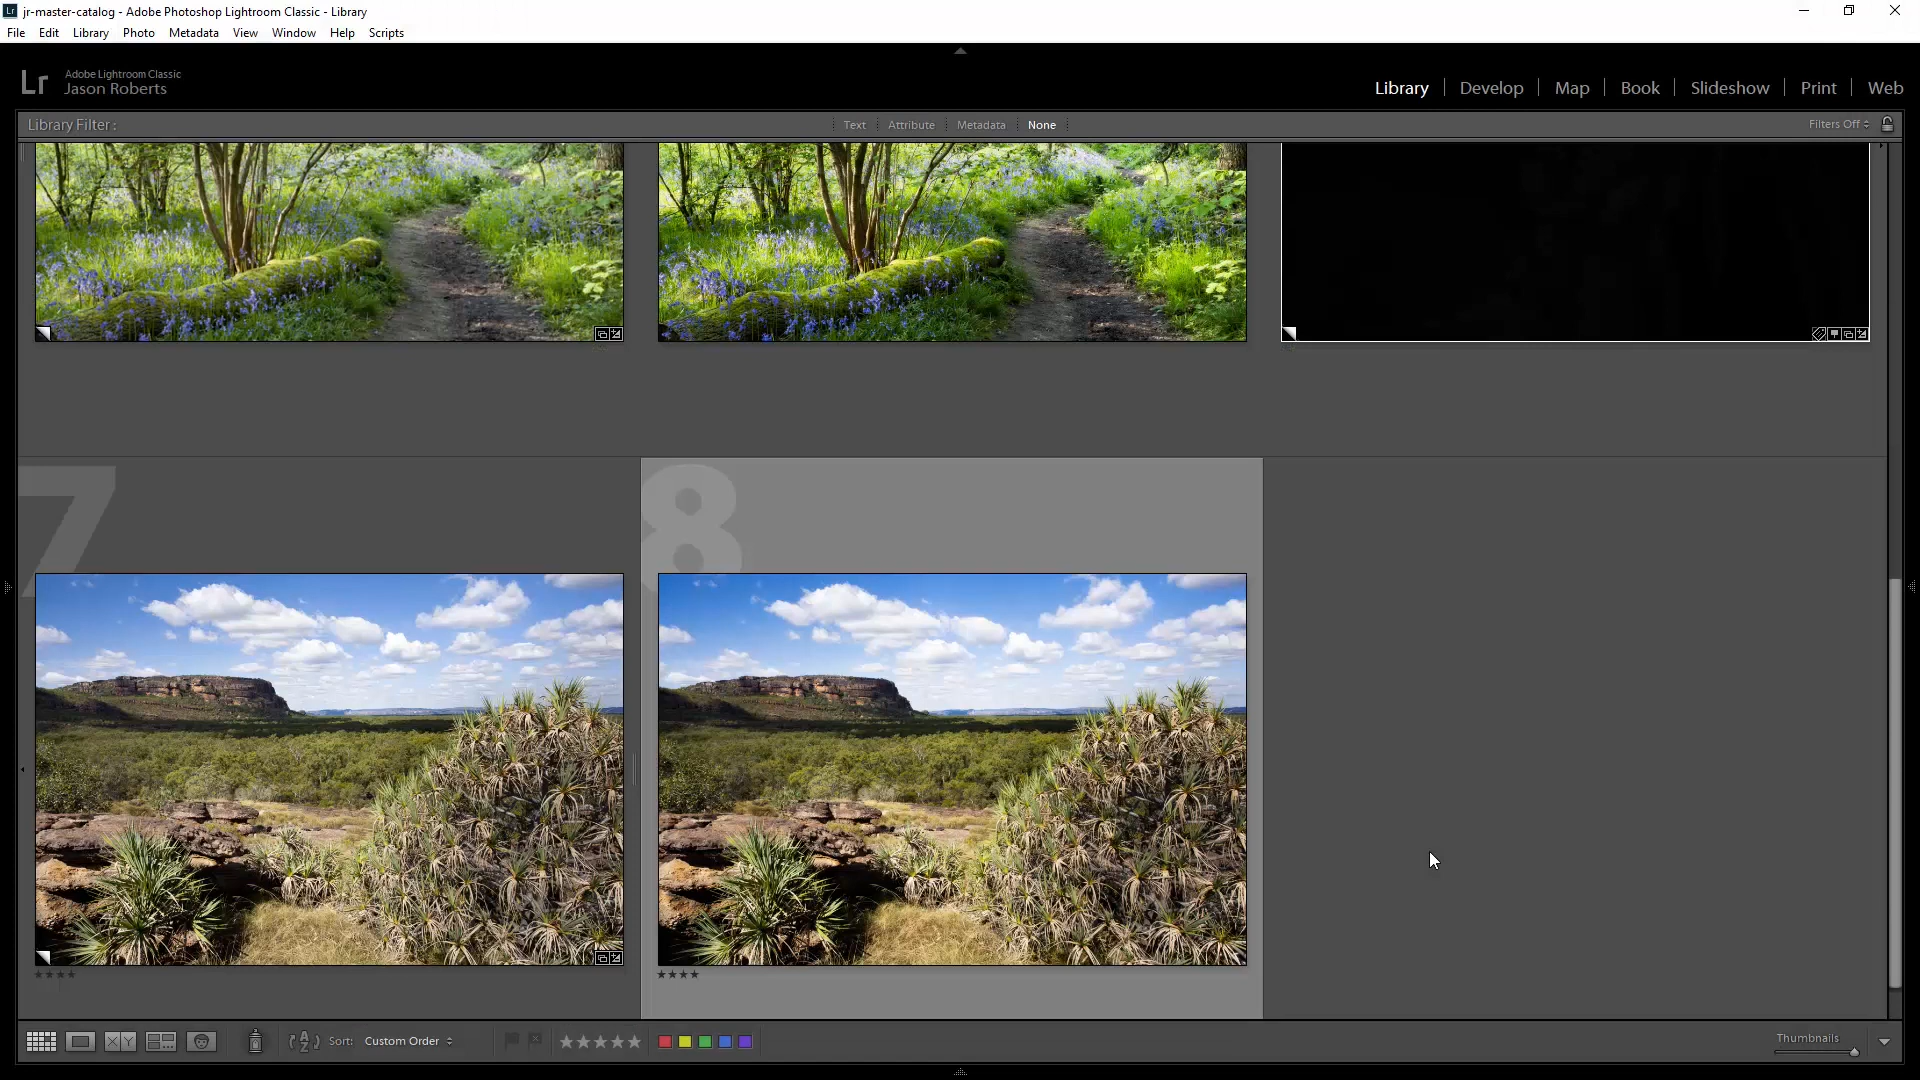 jr-master-catalog - Adobe Photoshop Lightroom Classic - Library
File Edit Library Photo Metadata View Window Help Scripts
Lr Adobe Lightroom Classic
Jason Roberts
Library Develop Map Book Slideshow Print Web
Library Filter : Text Attribute Metadata None Filters Off
7 8
Sort: Custom Order Thumbnails